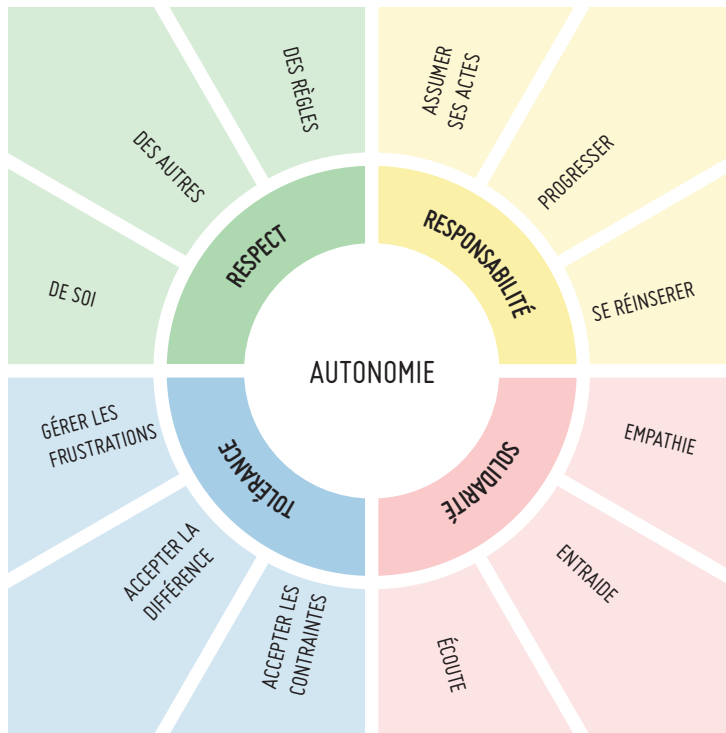 DES RÈGLES
DES AUTRES
DE SOI
RESPECT
ASSUMER
SES ACTES
PROGRESSER
SE RÉINSERER
RESPONSABILITÉ
AUTONOMIE
GÉRER LES
FRUSTRATIONS
ACCEPTER LA
DIFFÉRENCE
ACCEPTER LES
CONTRAINTES
TOLÉRANCE
SOLIDARITÉ
EMPATHIE
ENTRAIDE
ÉCOUTE